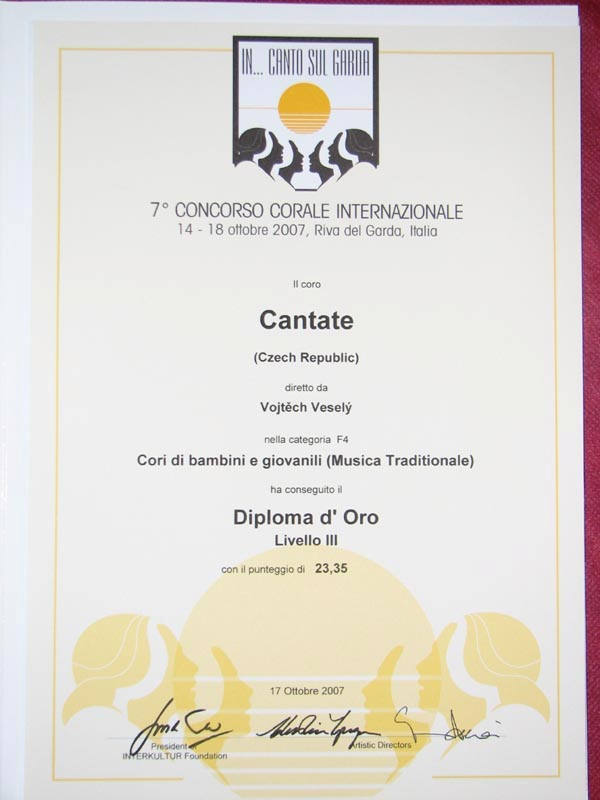 IN... CANTO SUL GARDA
7° CONCORSO CORALE INTERNAZIONALE
14 - 18 ottobre 2007, Riva del Garda, Italia
Il coro
Cantate
(Czech Republic)
diretto da
Vojtěch Veselý
nella categoria F4
Cori di bambini e giovanili (Musica Traditionale)
ha conseguito il
Diploma d' Oro
Livello III
con il punteggio di 23,35
17 Ottobre 2007
President of
INTERKULTUR Foundation
Artistic Directors